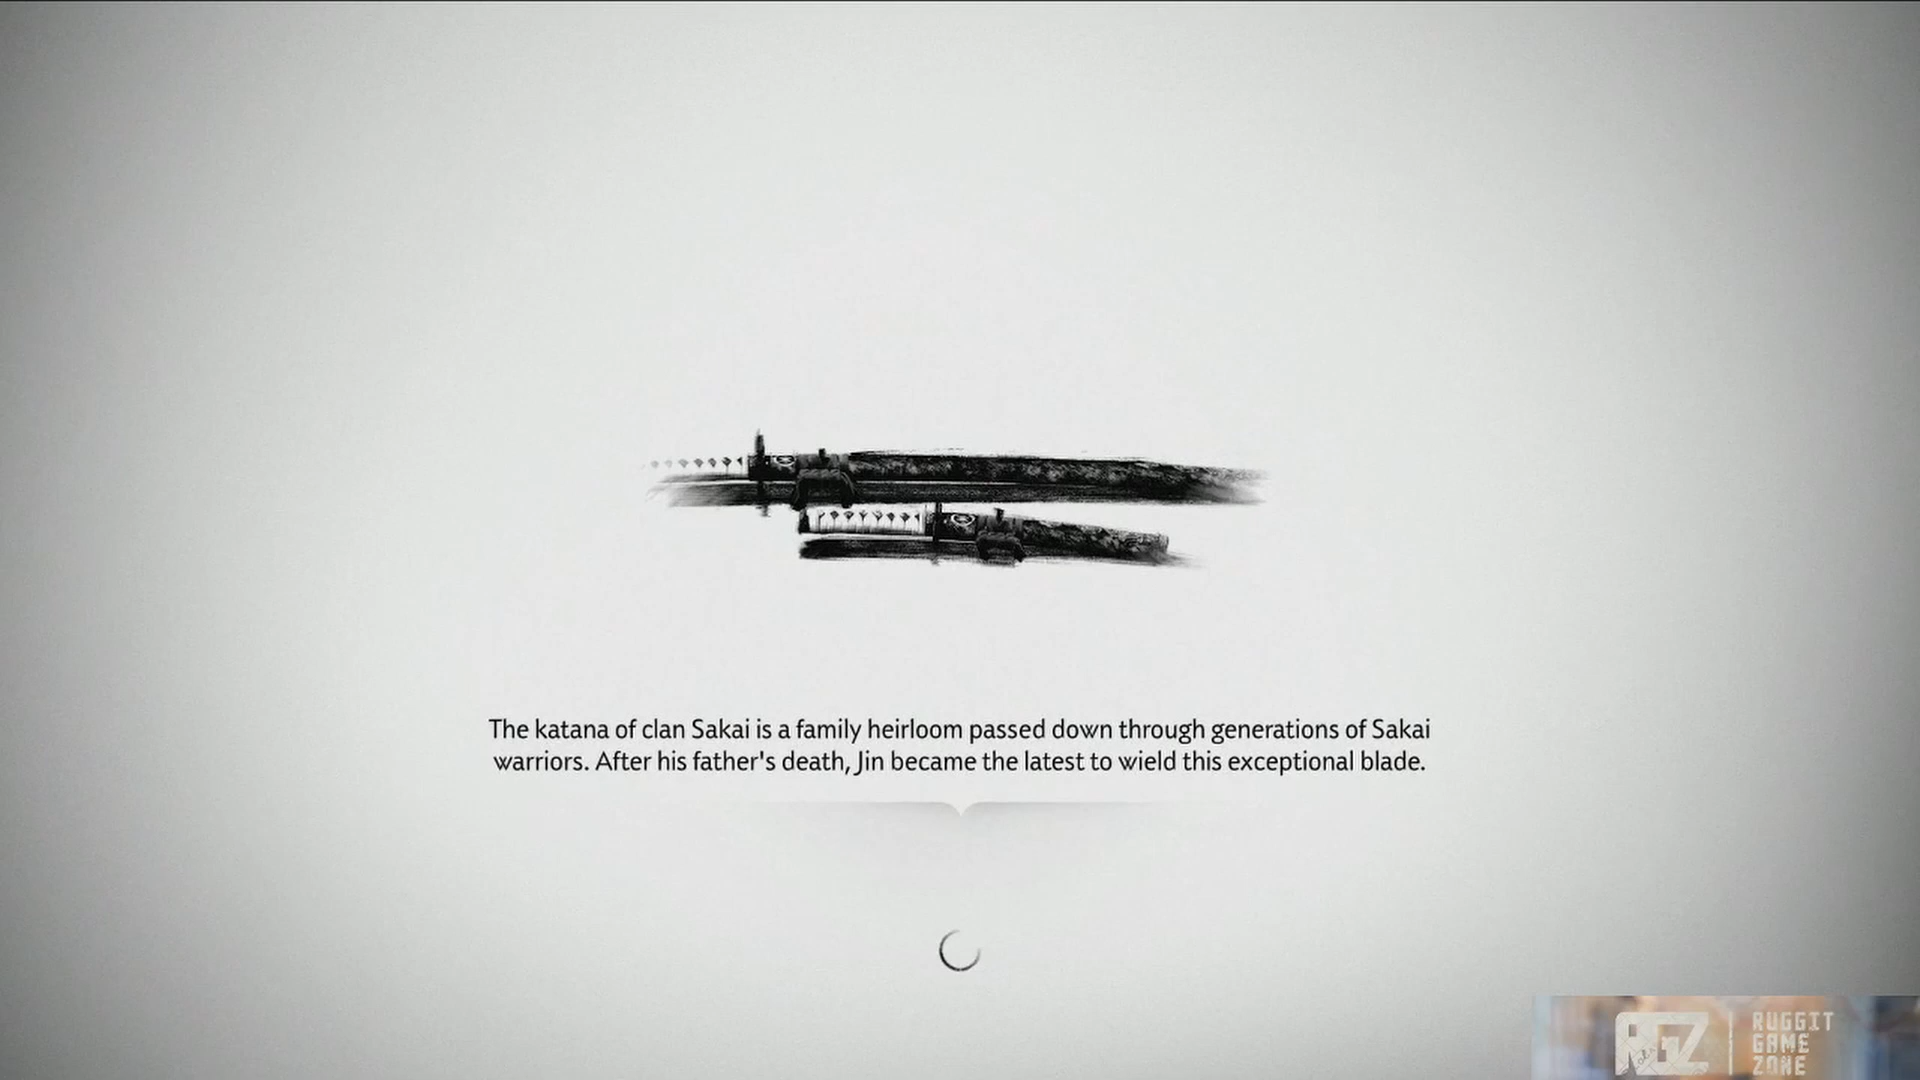 The katana of clan Sakai is a family heirloom passed down through generations of Sakai
warriors. After his father's death, Jin became the latest to wield this exceptional blade.
RGZ
RUGGIT
GAME
ZONE